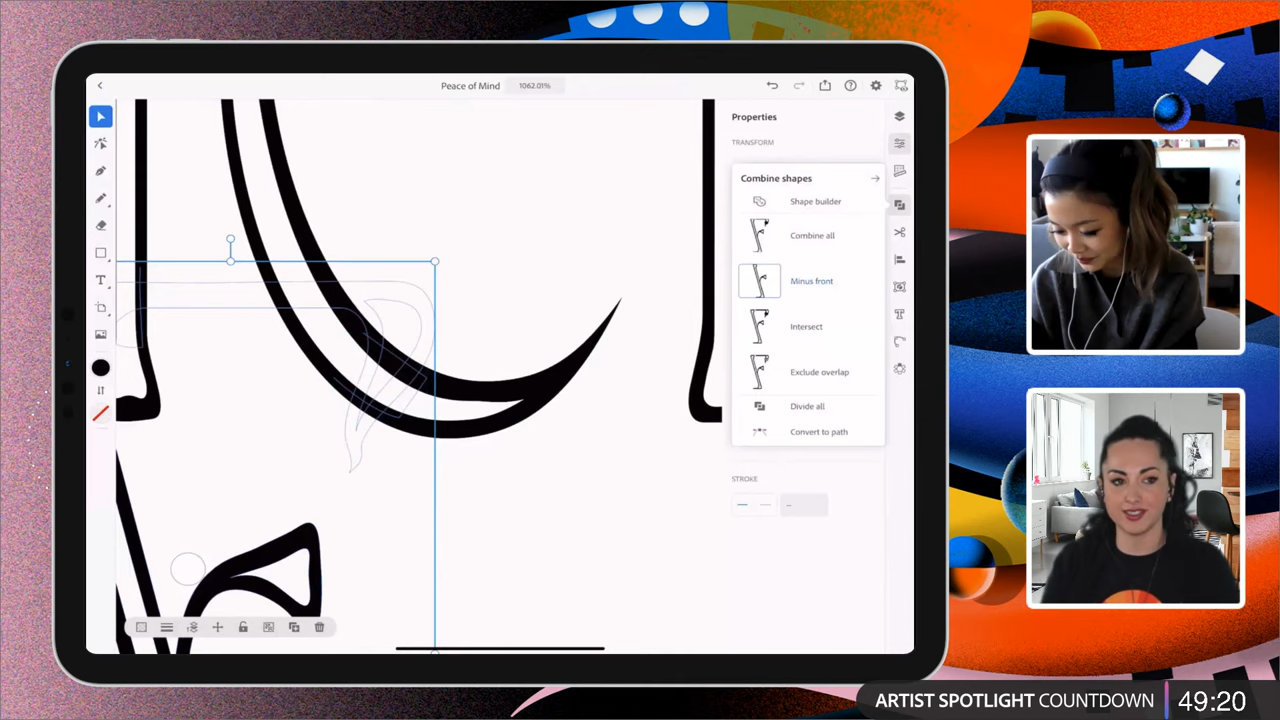 Peace of Mind
1062.01%
Properties
TRANSFORM
Combine shapes
Shape builder
Combine all
Minus front
Intersect
Exclude overlap
Divide all
Convert to path
STROKE
ARTIST SPOTLIGHT COUNTDOWN 49:20